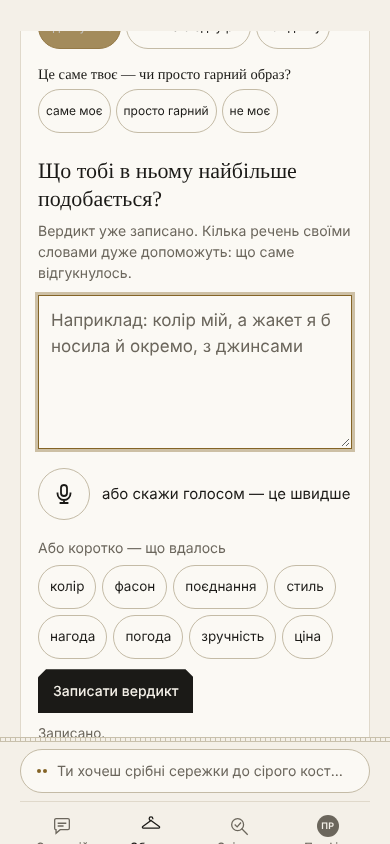 Це саме твоє — чи просто гарний образ?
саме моє
просто гарний
не моє
Що тобі в ньому найбільше
подобається?
Вердикт уже записано. Кілька речень своїми
словами дуже допоможуть: що саме
відгукнулось.
Наприклад: колір мій, а жакет я б
носила й окремо, з джинсами
або скажи голосом — це швидше
Або коротко — що вдалось
колір
фасон
поєднання
стиль
нагода
погода
зручність
ціна
Записати вердикт
Записано.
Ти хочеш срібні сережки до сірого кост...
ПР